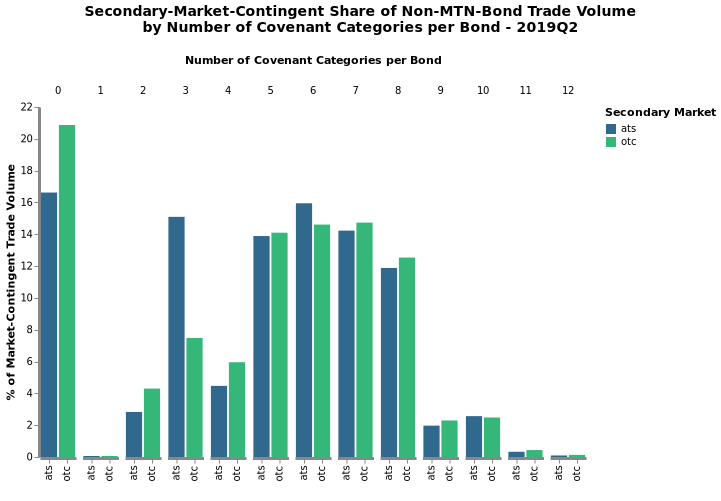 Secondary-Market-Contingent Share of Non-MTN-Bond Trade Volume
by Number of Covenant Categories per Bond - 2019Q2
Number of Covenant Categories per Bond
0 1 2 3 4 5 6 7 8 9 10 11 12
% of Market-Contingent Trade Volume
22
20
18
16
14
12
10
8
6
4
2
0
ats otc ats otc ats otc ats otc ats otc ats otc ats otc ats otc ats otc ats otc ats otc ats otc ats otc
Secondary Market
ats
otc